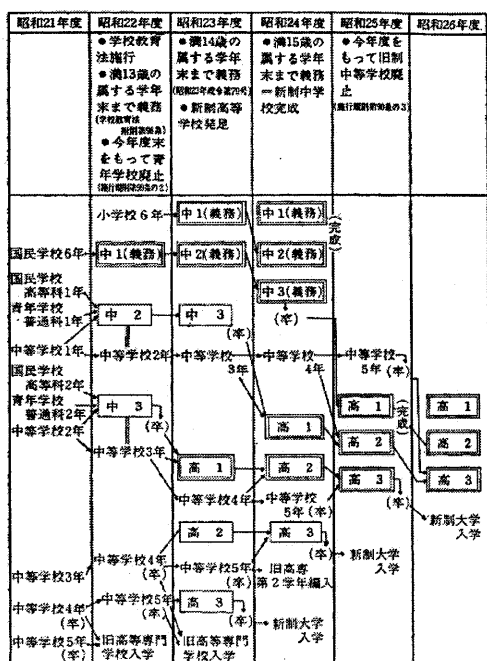 昭和21年度
昭和22年度
昭和23年度
昭和24年度
昭和25年度
昭和26年度
●学校教育
法施行
●満13歳の
属する学年
末まで義務
(学校教育法
●今年度末
をもって青
年学校廃止
●満14歳の
属する学年
末まで義務
●新制高等
学校発足
●満15歳の
属する学年
末まで義務
=新制中学
校完成
●今年度を
もって旧制
中等学校廃
止
小学校6年
中1(義務)
中1(義務)
(完成)
国民学校6年
中1(義務)
中2(義務)
中2(義務)
中3(義務)
(卒)
国民学校
高等科1年
青年学校
普通科1年
中 2
中 3
(卒)
中等学校1年
中等学校2年
中等学校
3年
中等学校
4年
中等学校
5年(卒)
国民学校
高等科2年
青年学校
普通科2年
中 3
(卒)
中等学校2年
中等学校3年
高 1
高 1
(完成)
高 1
高 2
高 2
高 1
高 2
高 3
高 3
(卒)
中等学校4年
中等学校
5年(卒)
(卒)
新制大学
入学
高 2
高 3
(卒)
新制大学
入学
中等学校3年
中等学校4年
(卒)
中等学校5年
(卒)
旧高専
第2学年編入
中等学校4年
(卒)
中等学校5年
(卒)
高 3
(卒)
新制大学
入学
中等学校5年
(卒)
旧高等専門
学校入学
旧高等専門
学校入学